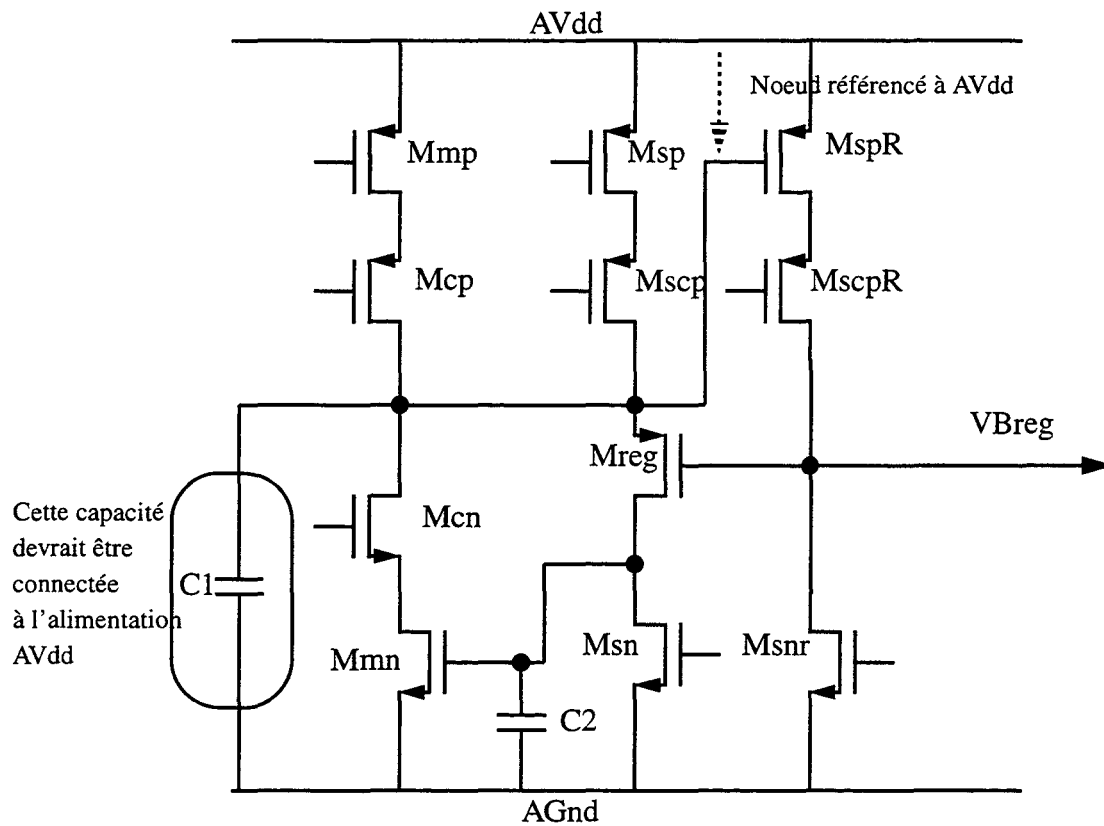 AVdd
Noeud référencé à AVdd
Mmp
Msp
MspR
Mcp
Mscp
MscpR
VBreg
Mreg
Cette capacité
devrait être
connectée
à l'alimentation
AVdd
C1
Mcn
Mmn
Msn
Msnr
C2
AGnd